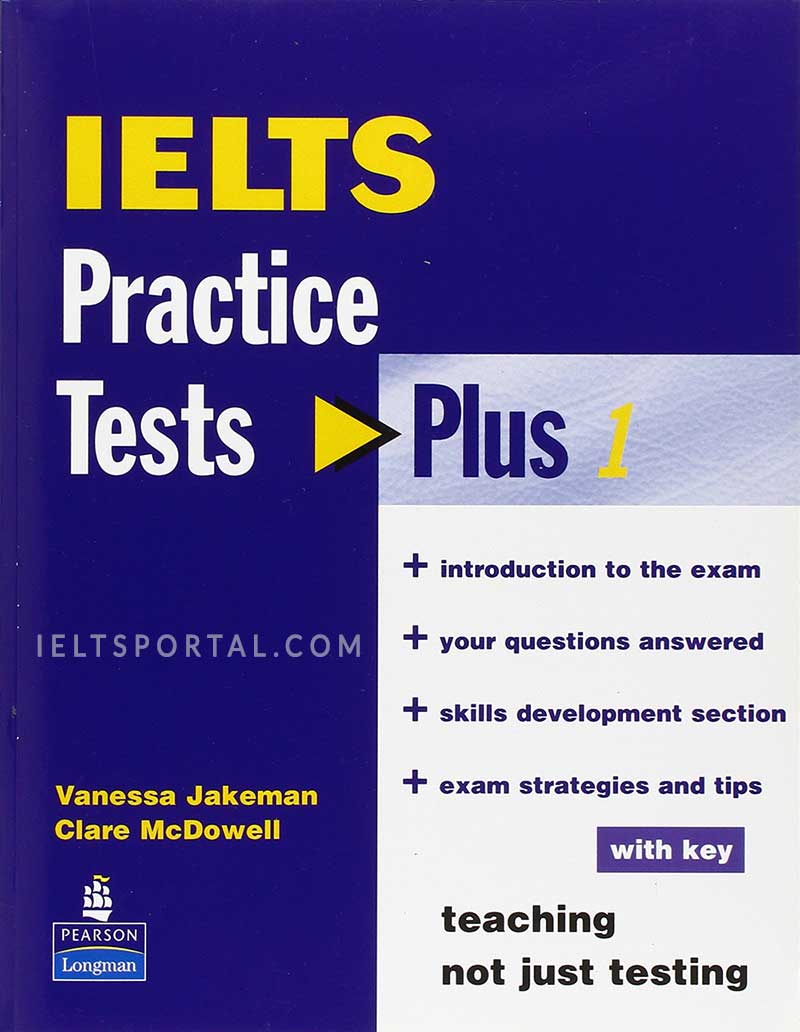 IELTS
Practice
Tests
Plus 1
+ introduction to the exam
+ your questions answered
IELTSPORTAL.COM
+ skills development section
+ exam strategies and tips
Vanessa Jakeman
Clare McDowell
with key
teaching
not just testing
PEARSON
Longman